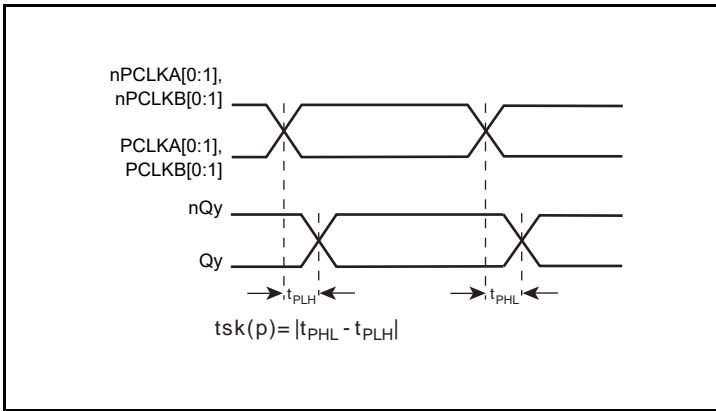 nPCLKA[0:1],
nPCLKB[0:1]
PCLKA[0:1],
PCLKB[0:1]
nQy
Qy
tPLH
tPHL
tsk(p)= |tPHL - tPLH|